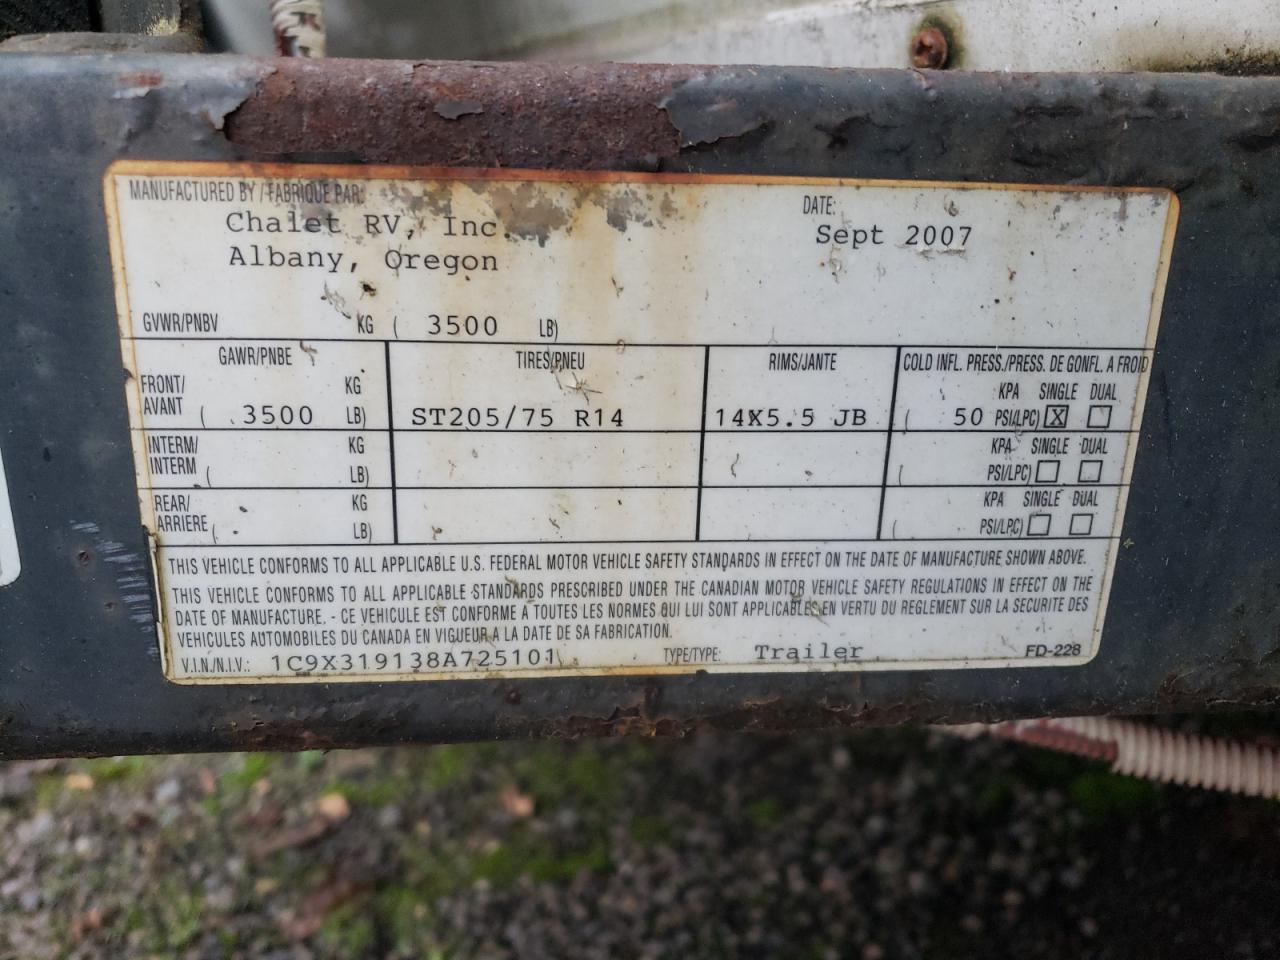 MANUFACTURED BY / FABRIQUE PAR:
Chalet RV, Inc.
Albany, Oregon
DATE:
Sept 2007
GVWR/PNBV KG ( 3500 LB)
GAWR/PNBE TIRES/PNEU RIMS/JANTE COLD INFL. PRESS./PRESS. DE GONFL. A FROID
FRONT/ KG KPA SINGLE DUAL
AVANT ( 3500 LB) ST205/75 R14 14X5.5 JB ( 50 PSI/LPC) X
INTERM/ KG KPA SINGLE DUAL
INTERM ( LB) ( PSI/LPC)
REAR/ KG KPA SINGLE DUAL
ARRIERE ( LB) ( PSI/LPC)
THIS VEHICLE CONFORMS TO ALL APPLICABLE U.S. FEDERAL MOTOR VEHICLE SAFETY STANDARDS IN EFFECT ON THE DATE OF MANUFACTURE SHOWN ABOVE.
THIS VEHICLE CONFORMS TO ALL APPLICABLE STANDARDS PRESCRIBED UNDER THE CANADIAN MOTOR VEHICLE SAFETY REGULATIONS IN EFFECT ON THE
DATE OF MANUFACTURE. - CE VEHICULE EST CONFORME A TOUTES LES NORMES QUI LUI SONT APPLICABLES EN VERTU DU REGLEMENT SUR LA SECURITE DES
VEHICULES AUTOMOBILES DU CANADA EN VIGUEUR A LA DATE DE SA FABRICATION.
V.I.N./N.I.V.: 1C9X319138A725101 TYPE/TYPE: Trailer FD-228